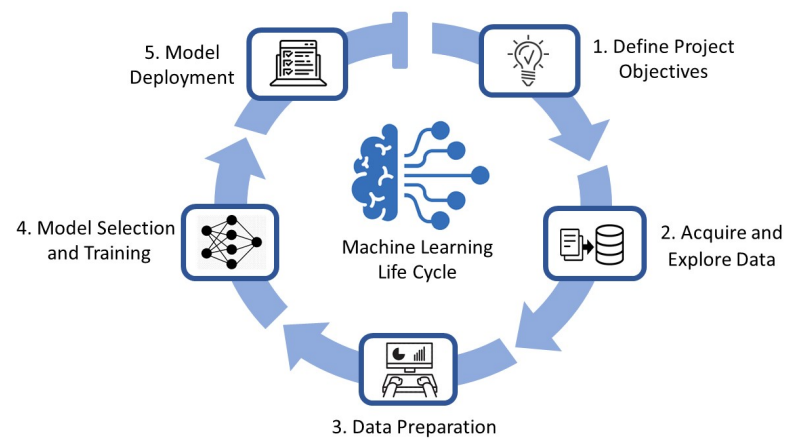 1. Define Project
Objectives
2. Acquire and
Explore Data
3. Data Preparation
4. Model Selection
and Training
5. Model
Deployment
Machine Learning
Life Cycle